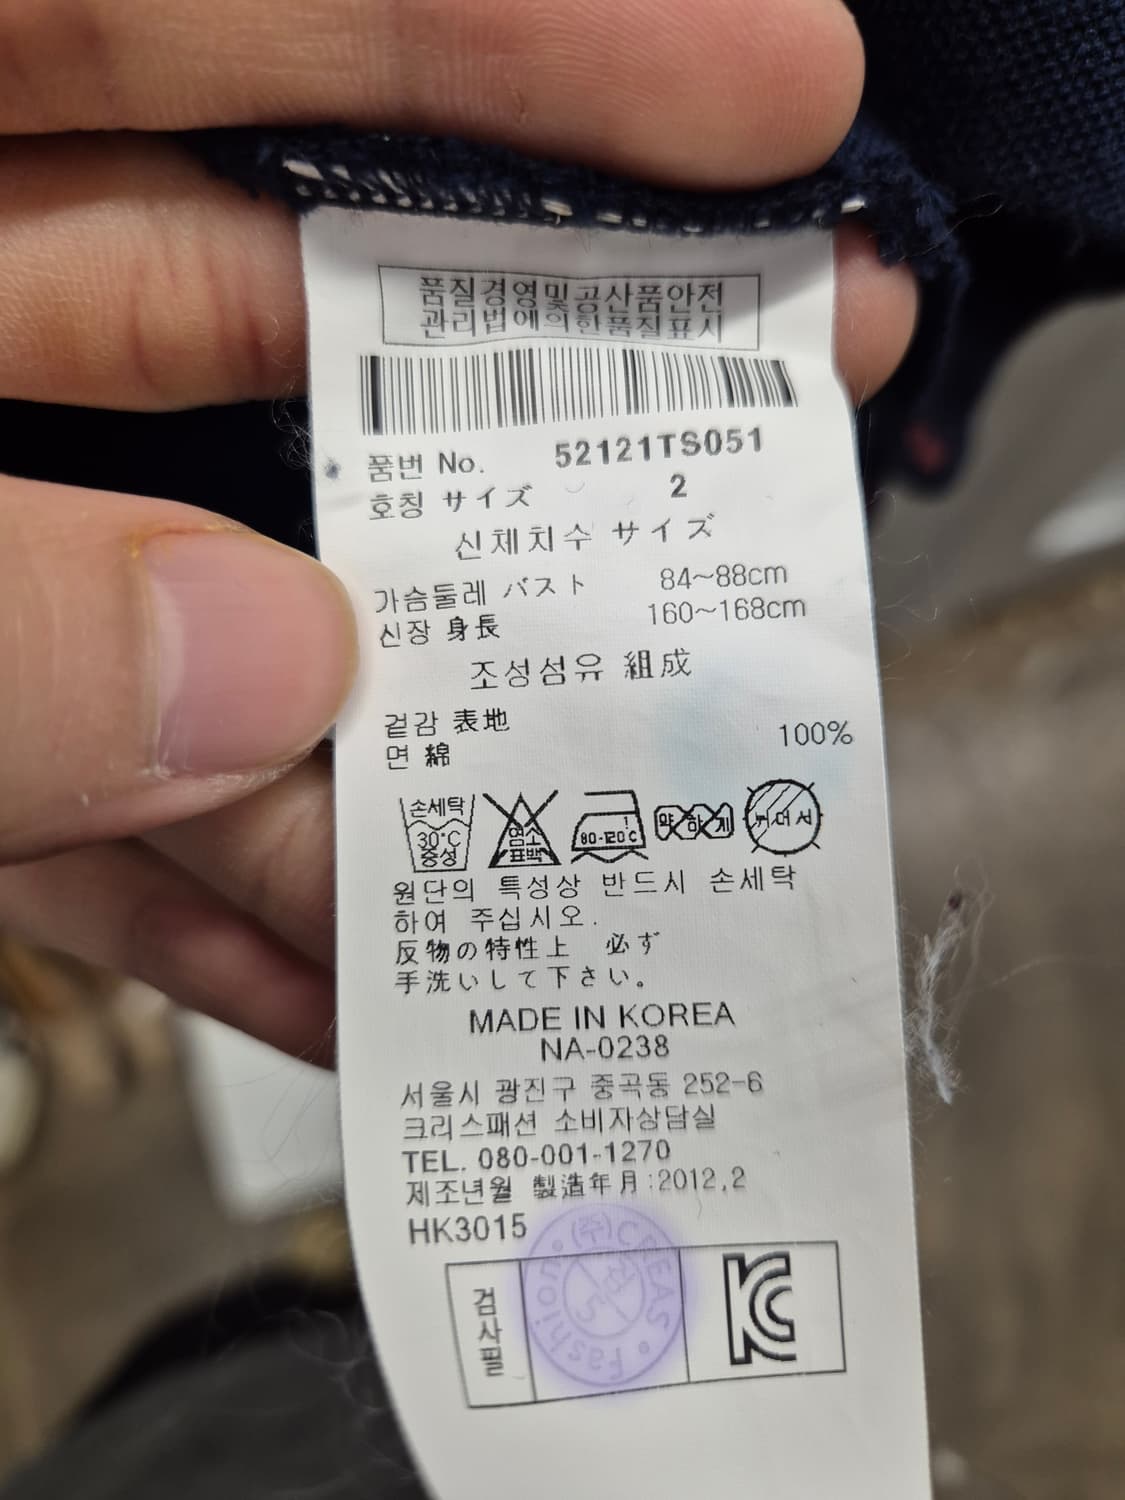 품질경영및공산품안전
관리법에의한품질표시
품번 No. 52121TS051
호칭 サイズ 2
신체치수 サイズ
가슴둘레 バスト 84~88cm
신장 身長 160~168cm
조성섬유 組成
겉감 表地
면 綿 100%
손세탁
30°C
중성
염소
표백
80-120°C
약하게
뉘어서
원단의 특성상 반드시 손세탁
하여 주십시오.
反物の特性上 必ず
手洗いして下さい。
MADE IN KOREA
NA-0238
서울시 광진구 중곡동 252-6
크리스패션 소비자상담실
TEL. 080-001-1270
제조년월 製造年月:2012.2
HK3015
검사필
(주)CREAS Fashion